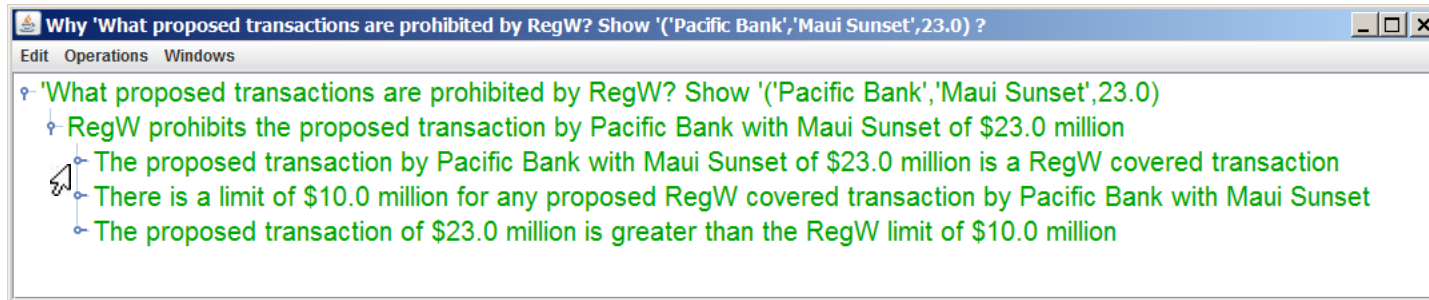 Why 'What proposed transactions are prohibited by RegW? Show '('Pacific Bank','Maui Sunset',23.0) ?
Edit Operations Windows
'What proposed transactions are prohibited by RegW? Show '('Pacific Bank','Maui Sunset',23.0)
RegW prohibits the proposed transaction by Pacific Bank with Maui Sunset of $23.0 million
The proposed transaction by Pacific Bank with Maui Sunset of $23.0 million is a RegW covered transaction
There is a limit of $10.0 million for any proposed RegW covered transaction by Pacific Bank with Maui Sunset
The proposed transaction of $23.0 million is greater than the RegW limit of $10.0 million